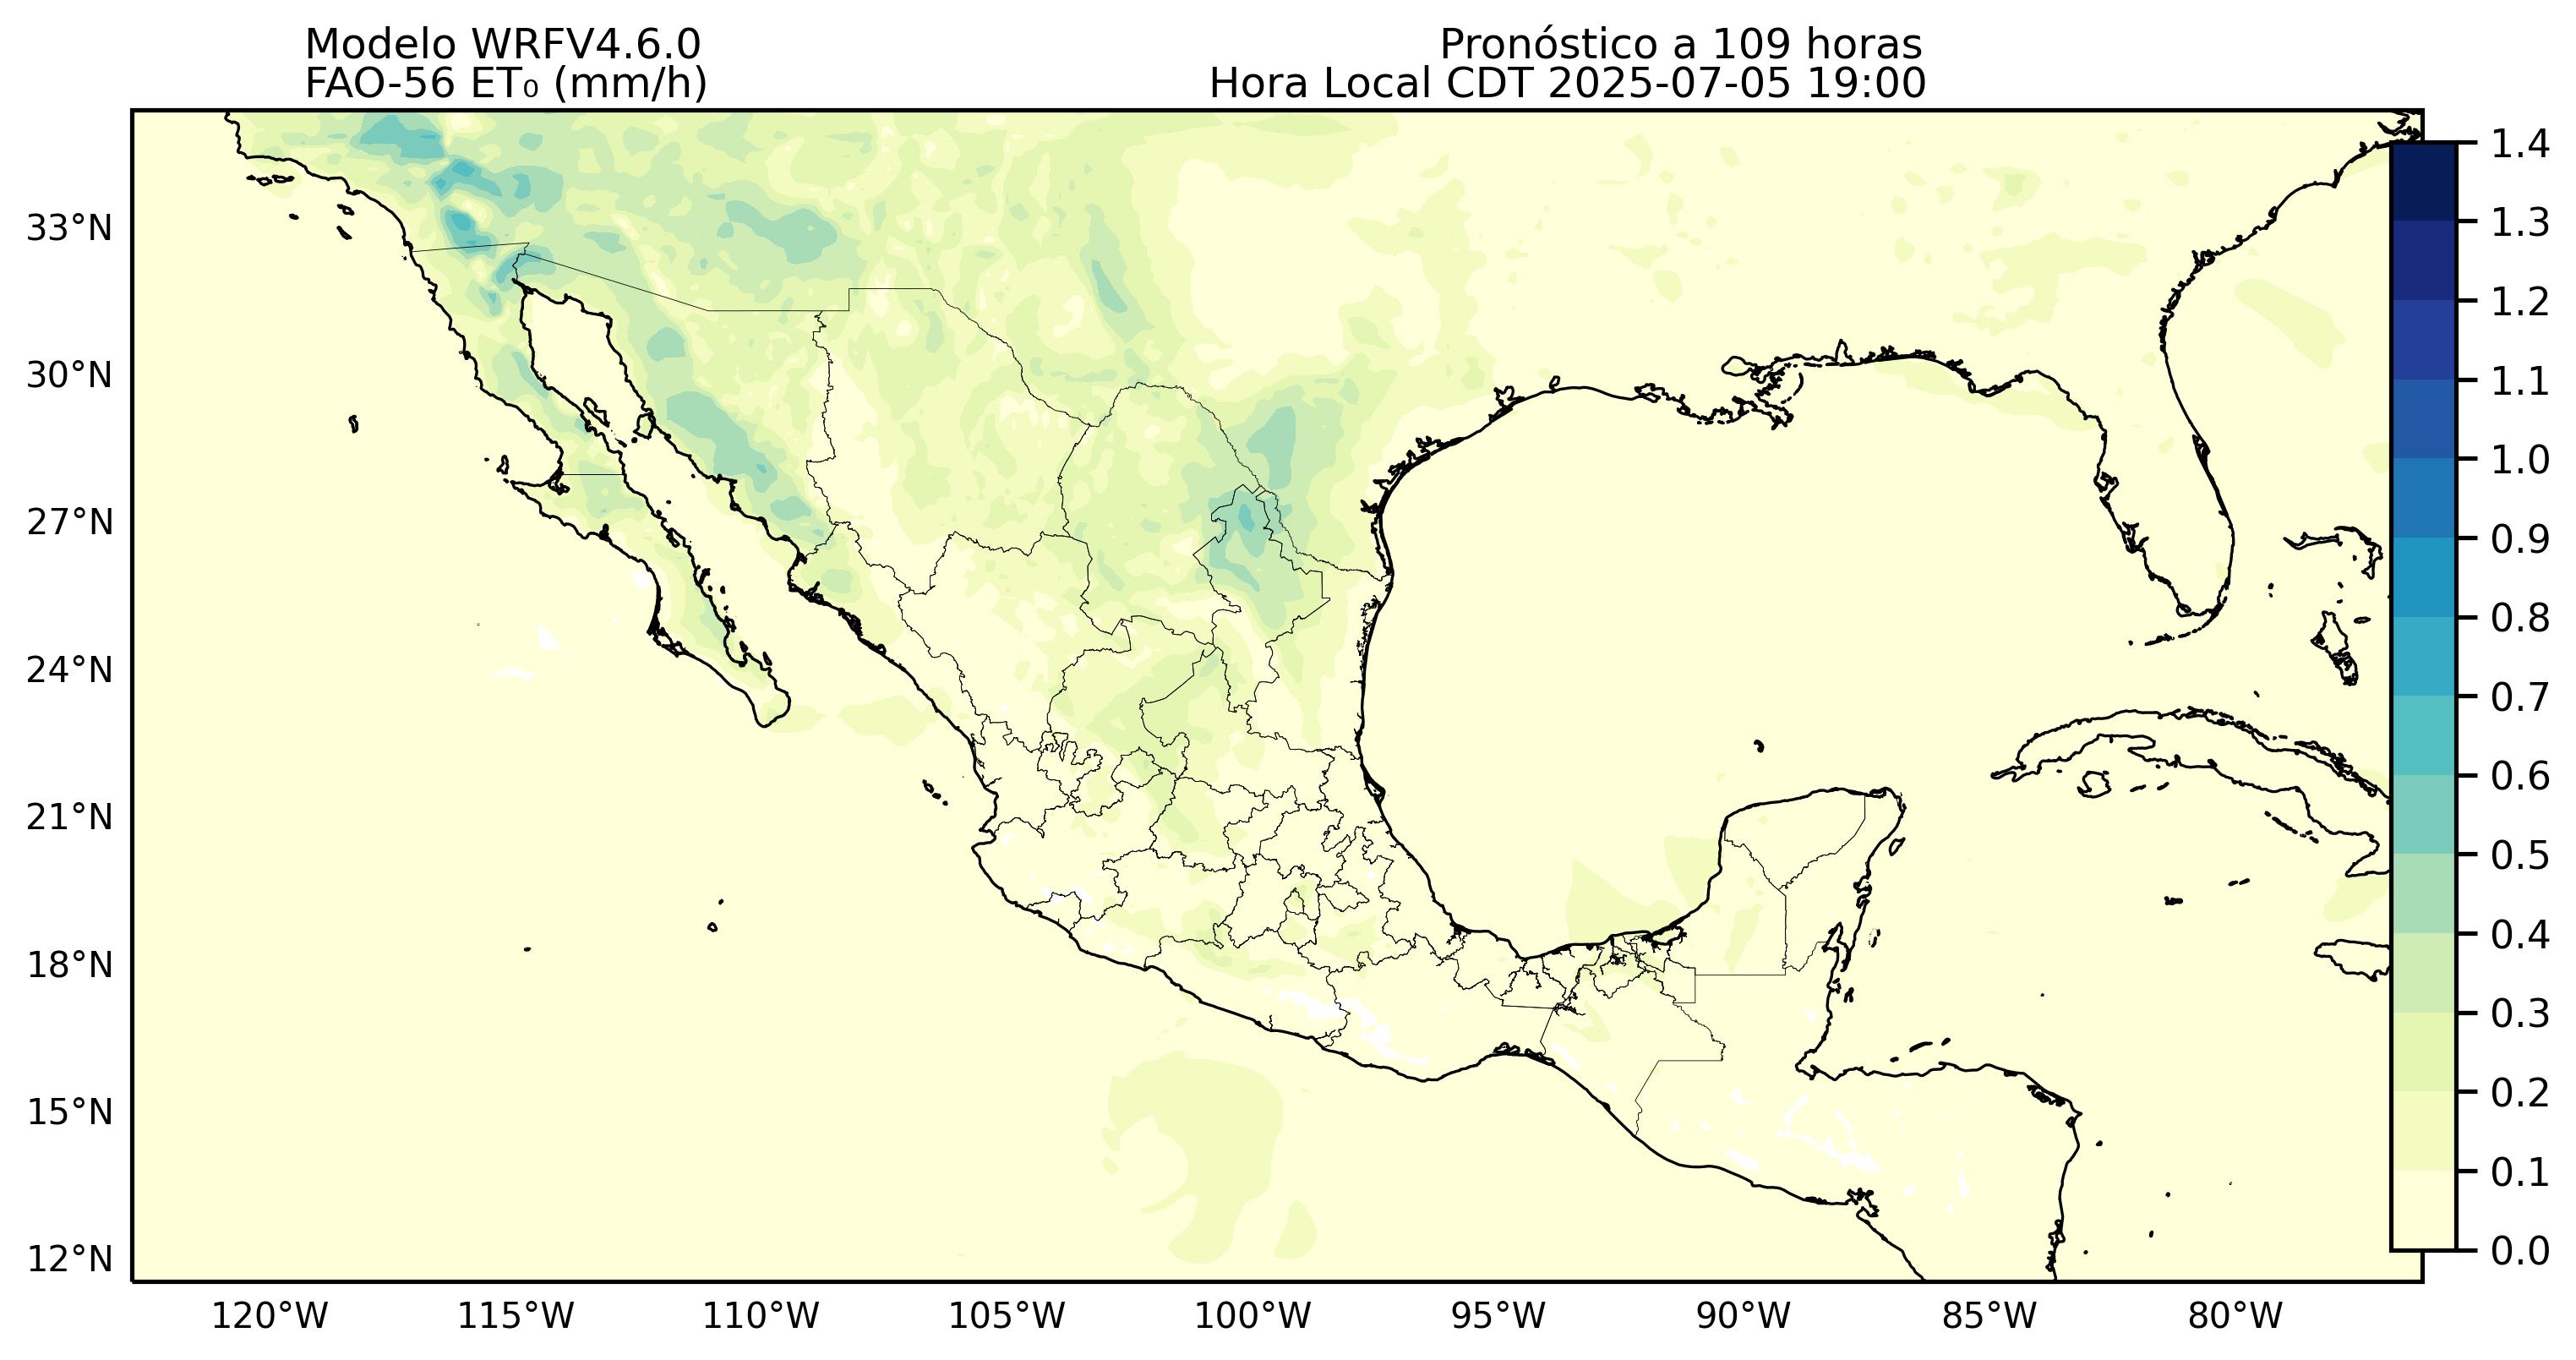 Modelo WRFV4.6.0
FAO-56 ET₀ (mm/h)
Pronóstico a 109 horas
Hora Local CDT 2025-07-05 19:00
33°N
30°N
27°N
24°N
21°N
18°N
15°N
12°N
120°W
115°W
110°W
105°W
100°W
95°W
90°W
85°W
80°W
1.4
1.3
1.2
1.1
1.0
0.9
0.8
0.7
0.6
0.5
0.4
0.3
0.2
0.1
0.0